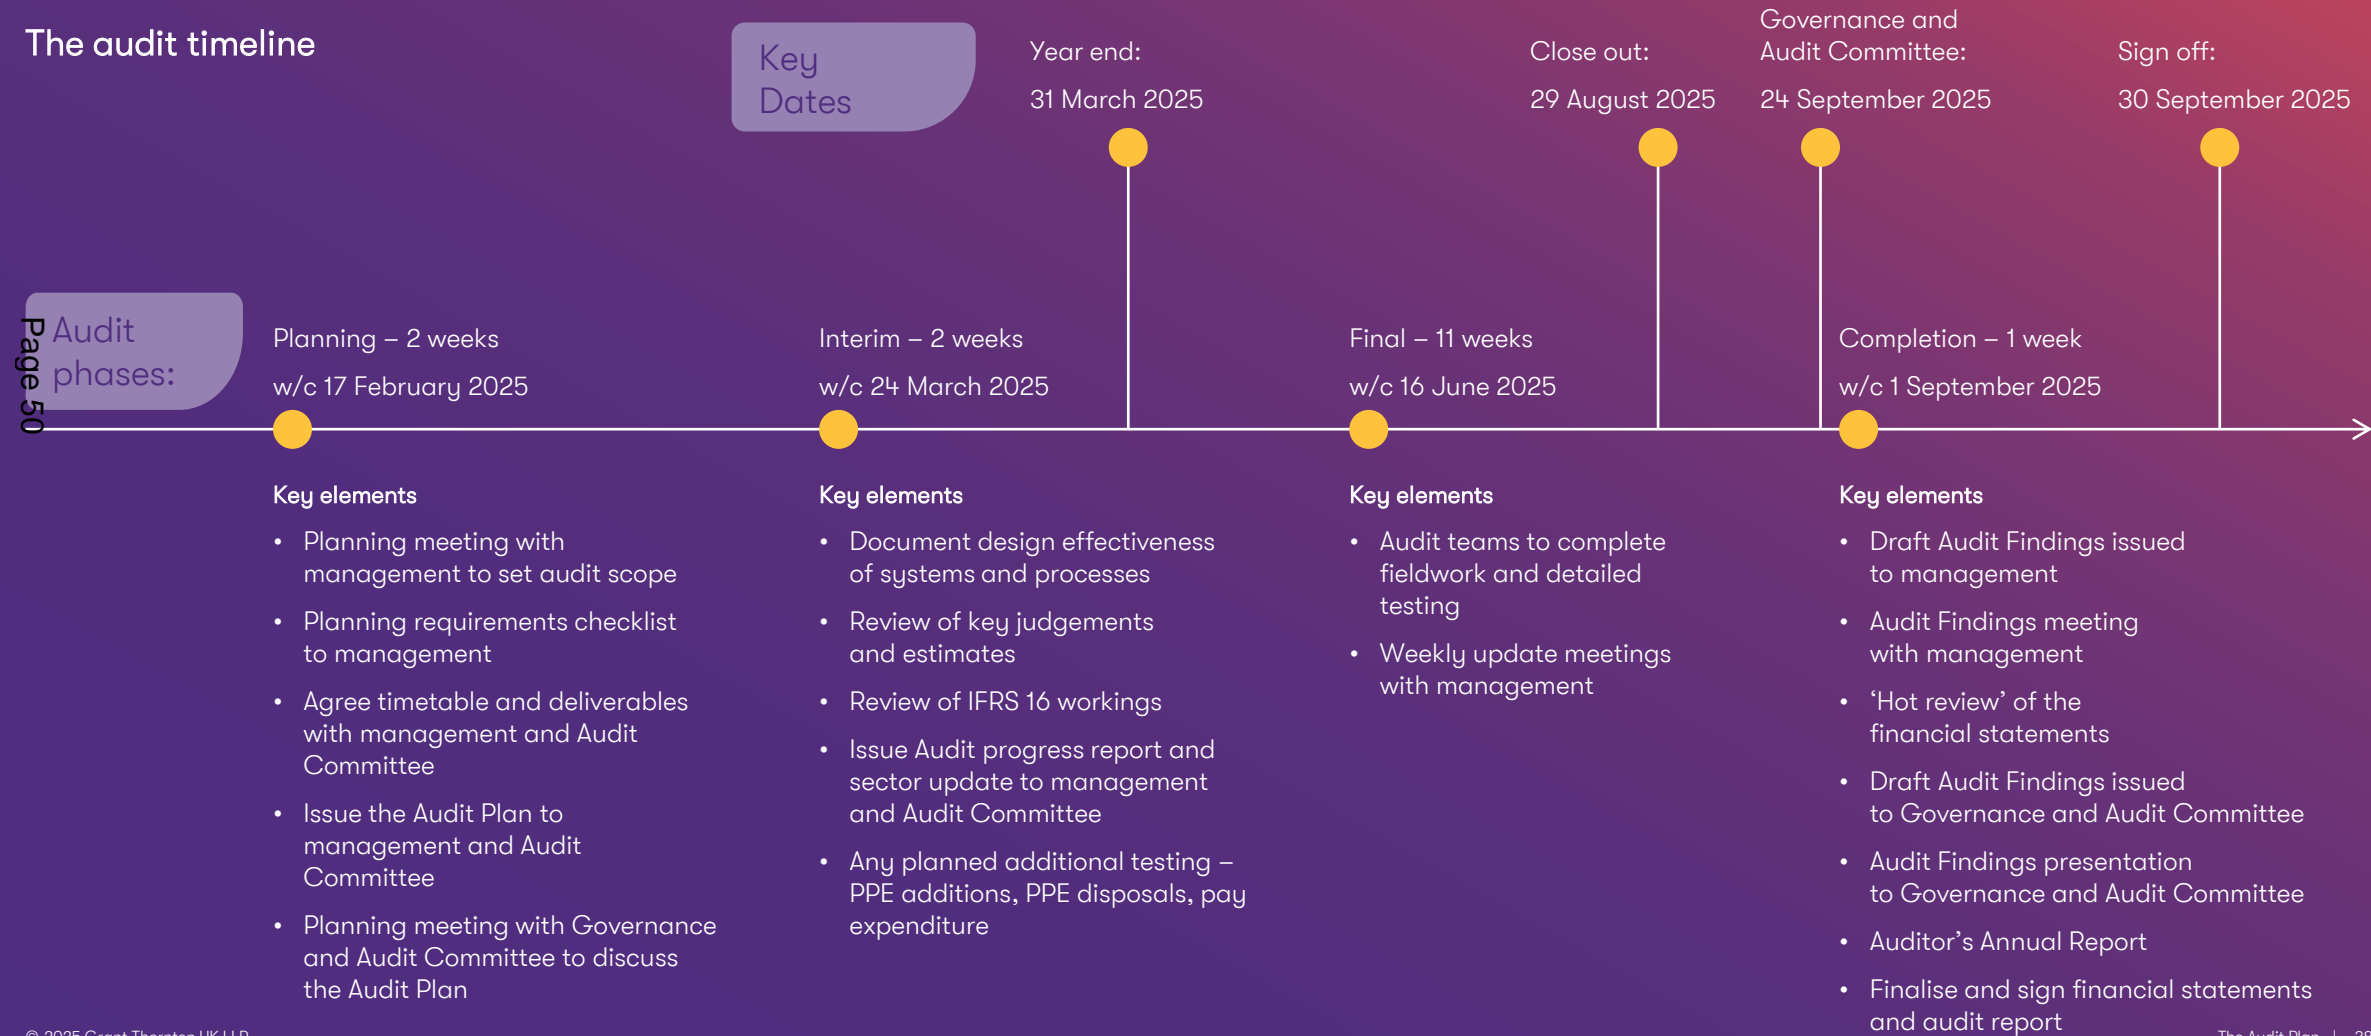 The audit timeline
Key
Dates
Year end:
31 March 2025
Close out:
29 August 2025
Governance and
Audit Committee:
24 September 2025
Sign off:
30 September 2025
Page 50
Audit
phases:
Planning – 2 weeks
w/c 17 February 2025
Interim – 2 weeks
w/c 24 March 2025
Final – 11 weeks
w/c 16 June 2025
Completion – 1 week
w/c 1 September 2025
Key elements
• Planning meeting with
management to set audit scope
• Planning requirements checklist
to management
• Agree timetable and deliverables
with management and Audit
Committee
• Issue the Audit Plan to
management and Audit
Committee
• Planning meeting with Governance
and Audit Committee to discuss
the Audit Plan
Key elements
• Document design effectiveness
of systems and processes
• Review of key judgements
and estimates
• Review of IFRS 16 workings
• Issue Audit progress report and
sector update to management
and Audit Committee
• Any planned additional testing –
PPE additions, PPE disposals, pay
expenditure
Key elements
• Audit teams to complete
fieldwork and detailed
testing
• Weekly update meetings
with management
Key elements
• Draft Audit Findings issued
to management
• Audit Findings meeting
with management
• ‘Hot review’ of the
financial statements
• Draft Audit Findings issued
to Governance and Audit Committee
• Audit Findings presentation
to Governance and Audit Committee
• Auditor’s Annual Report
• Finalise and sign financial statements
and audit report
© 2025 Grant Thornton UK LLP
The Audit Plan |